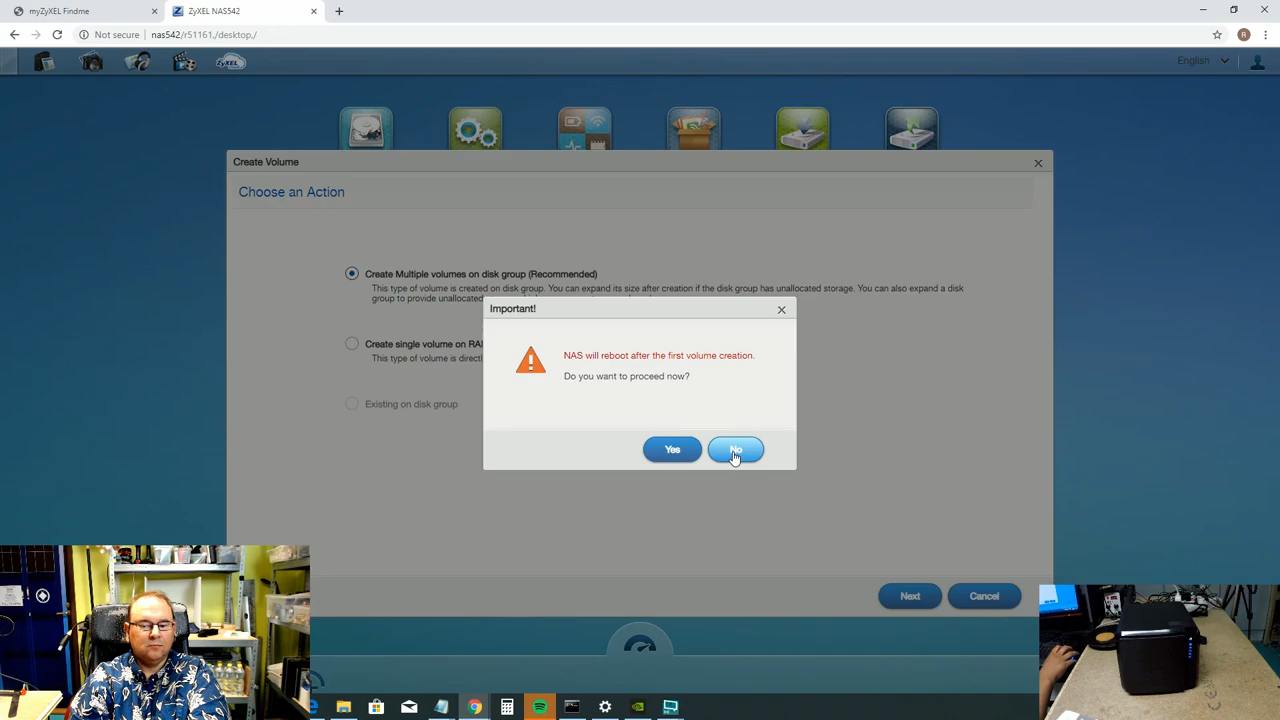 myZyXEL Findme
ZyXEL NAS542
Not secure
nas542/r51161,/desktop,/
R
ZyXEL
English
Create Volume
Choose an Action
Create Multiple volumes on disk group (Recommended)
This type of volume is created on disk group. You can expand its size after creation if the disk group has unallocated storage. You can also expand a disk
group to provide unallocated
Create single volume on RAI
This type of volume is directl
Existing on disk group
Important!
NAS will reboot after the first volume creation.
Do you want to proceed now?
Yes
No
Next
Cancel